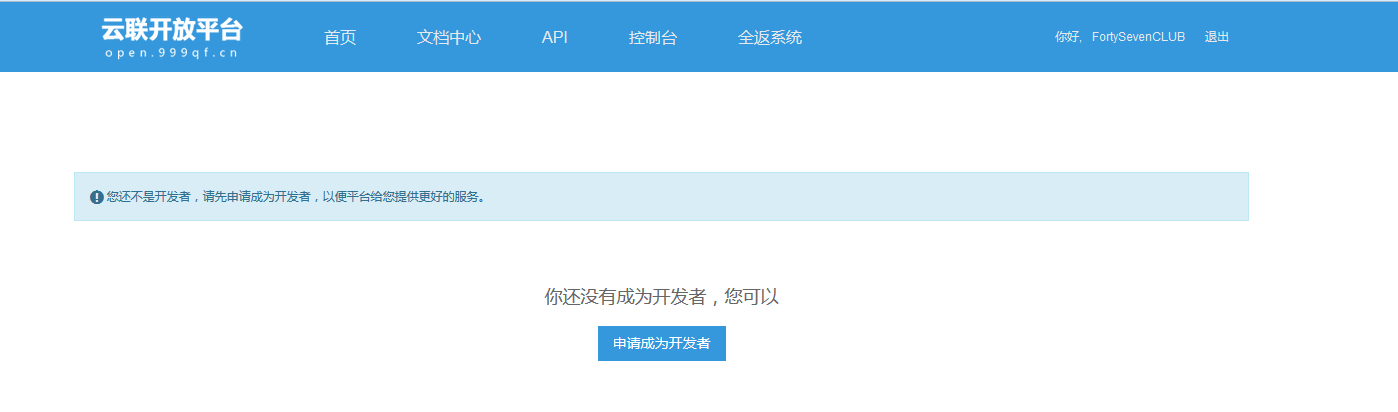 云联开放平台
open.999qf.cn
首页 文档中心 API 控制台 全返系统 你好, FortySevenCLUB 退出
您还不是开发者，请先申请成为开发者，以便平台给您提供更好的服务。
你还没有成为开发者，您可以
申请成为开发者